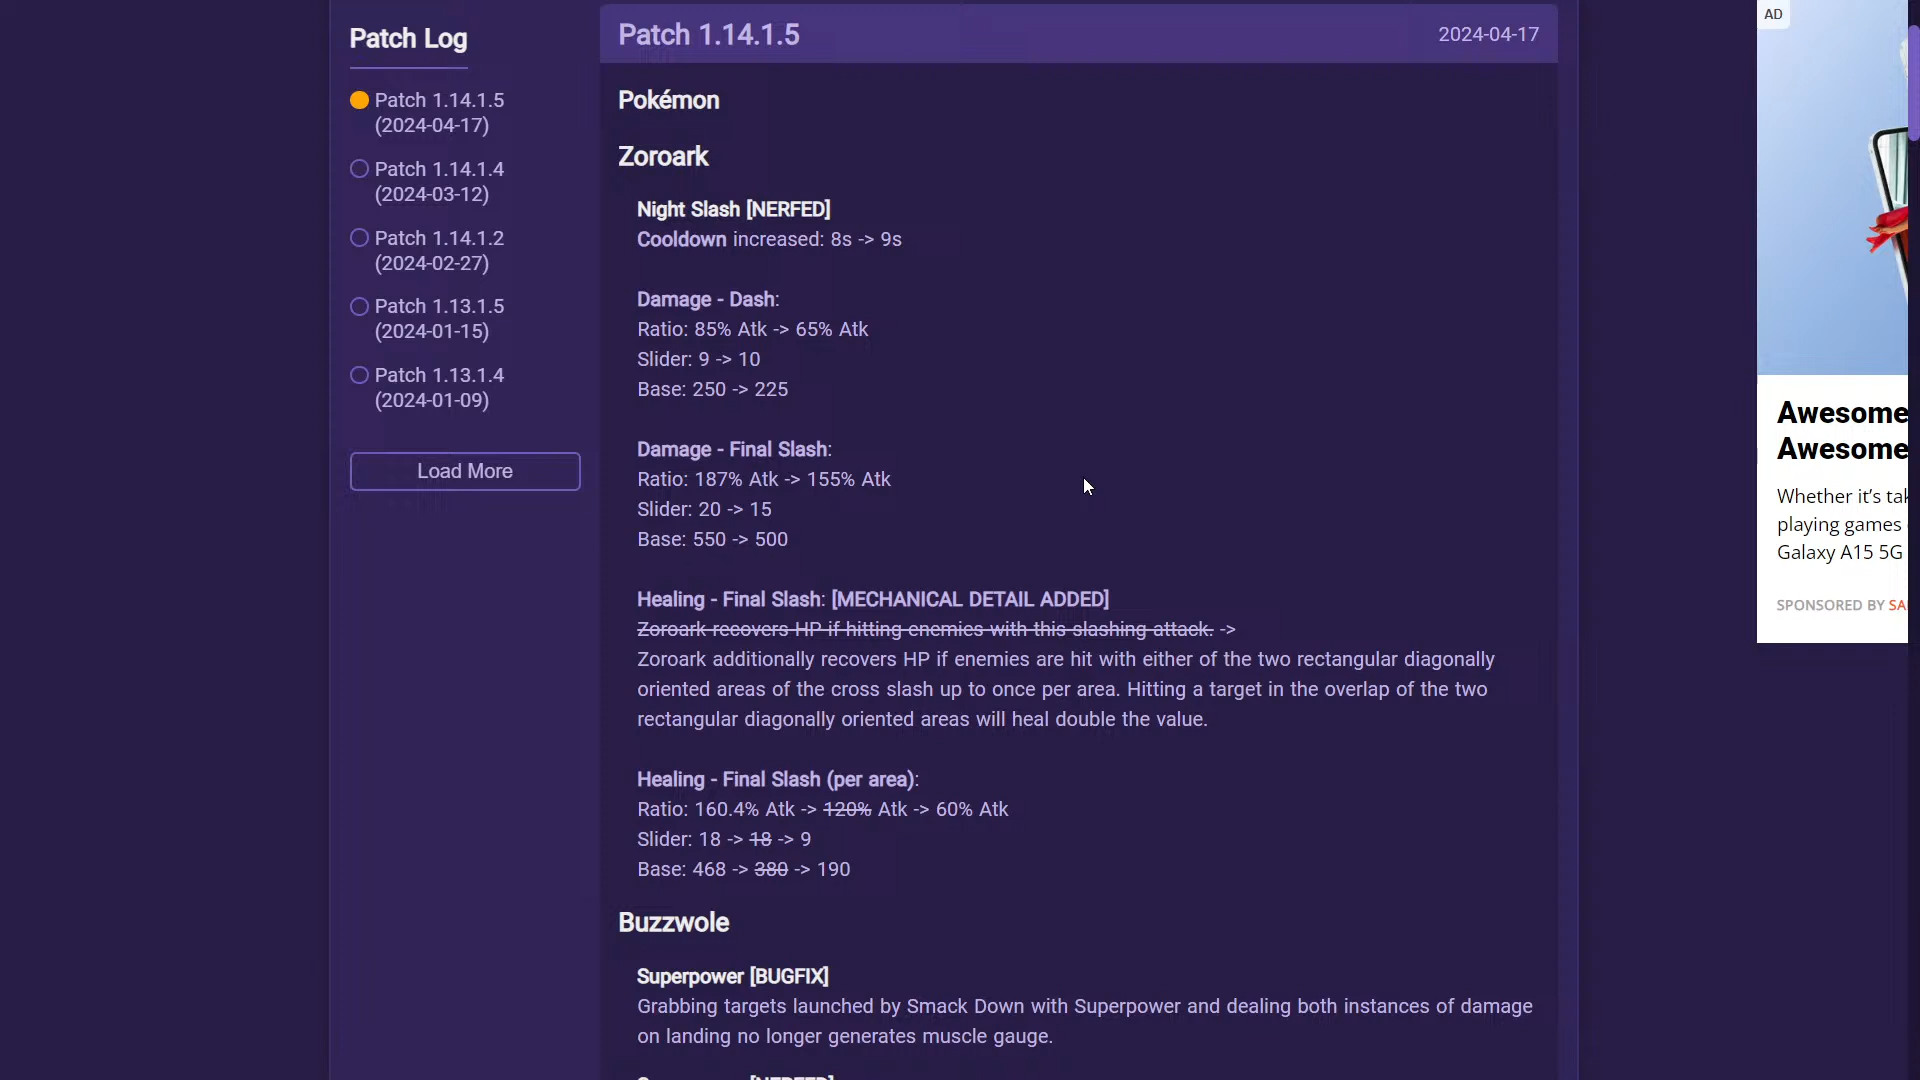 Patch Log
Patch 1.14.1.5
(2024-04-17)
Patch 1.14.1.4
(2024-03-12)
Patch 1.14.1.2
(2024-02-27)
Patch 1.13.1.5
(2024-01-15)
Patch 1.13.1.4
(2024-01-09)
Load More
Patch 1.14.1.5 2024-04-17
Pokémon
Zoroark
Night Slash [NERFED]
Cooldown increased: 8s -> 9s
Damage - Dash:
Ratio: 85% Atk -> 65% Atk
Slider: 9 -> 10
Base: 250 -> 225
Damage - Final Slash:
Ratio: 187% Atk -> 155% Atk
Slider: 20 -> 15
Base: 550 -> 500
Healing - Final Slash: [MECHANICAL DETAIL ADDED]
Zoroark recovers HP if hitting enemies with this slashing attack. ->
Zoroark additionally recovers HP if enemies are hit with either of the two rectangular diagonally
oriented areas of the cross slash up to once per area. Hitting a target in the overlap of the two
rectangular diagonally oriented areas will heal double the value.
Healing - Final Slash (per area):
Ratio: 160.4% Atk -> 120% Atk -> 60% Atk
Slider: 18 -> 18 -> 9
Base: 468 -> 380 -> 190
Buzzwole
Superpower [BUGFIX]
Grabbing targets launched by Smack Down with Superpower and dealing both instances of damage
on landing no longer generates muscle gauge.
AD
Awesome
Awesome
Whether it's
playing games
Galaxy A15 5G
SPONSORED BY